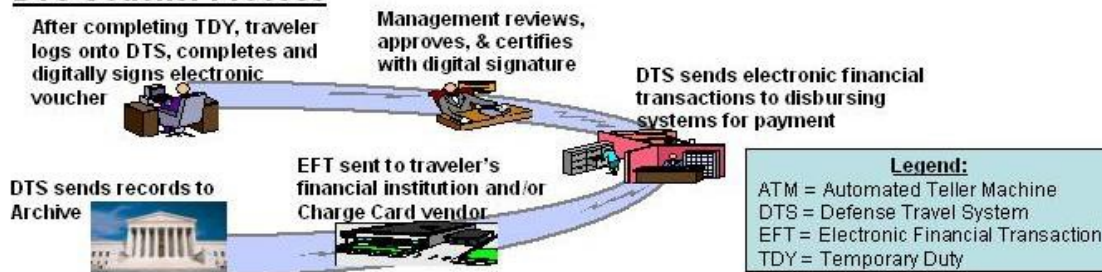 After completing TDY, traveler
logs onto DTS, completes and
digitally signs electronic
voucher
Management reviews,
approves, & certifies
with digital signature
DTS sends electronic financial
transactions to disbursing
systems for payment
EFT sent to traveler's
financial institution and/or
Charge Card vendor
DTS sends records to
Archive
Legend:
ATM = Automated Teller Machine
DTS = Defense Travel System
EFT = Electronic Financial Transaction
TDY = Temporary Duty